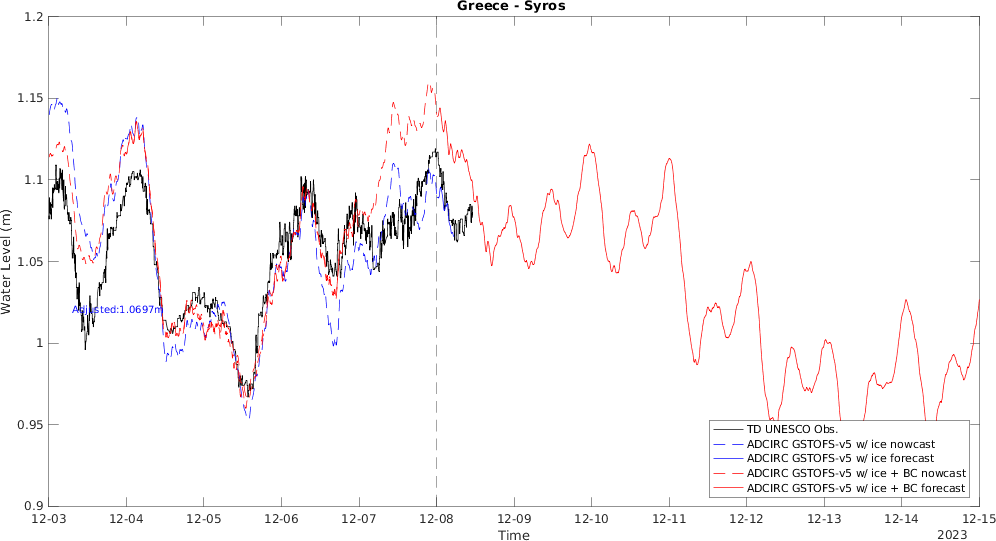 Greece - Syros
1.2
1.15
1.1
1.05
1
0.95
0.9
Water Level (m)
Adjusted:1.0697m
TD UNESCO Obs.
ADCIRC GSTOFS-v5 w/ ice nowcast
ADCIRC GSTOFS-v5 w/ ice forecast
ADCIRC GSTOFS-v5 w/ ice + BC nowcast
ADCIRC GSTOFS-v5 w/ ice + BC forecast
12-03 12-04 12-05 12-06 12-07 12-08 12-09 12-10 12-11 12-12 12-13 12-14 12-15
Time
2023